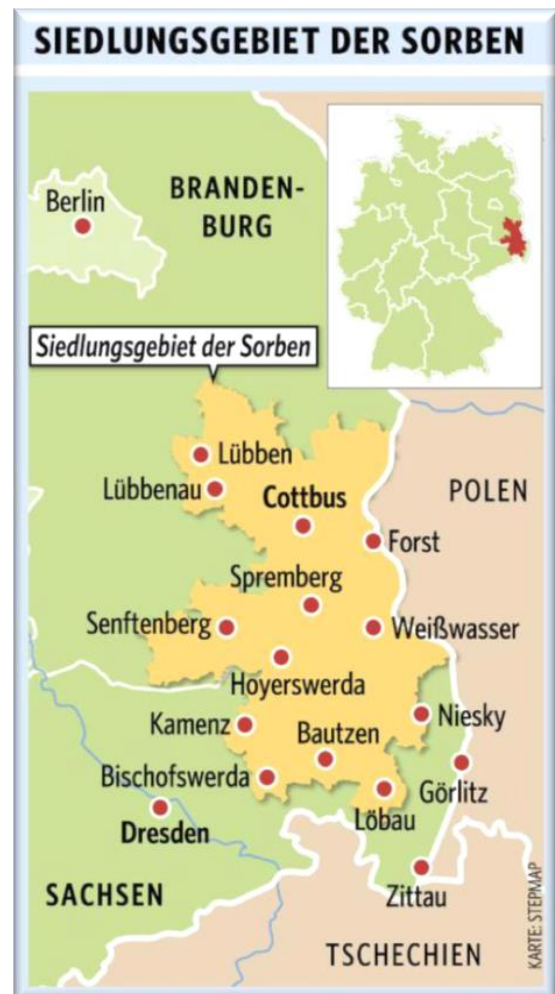 SIEDLUNGSGEBIET DER SORBEN
BRANDEN-
BURG
Berlin
Siedlungsgebiet der Sorben
Lübben
Lübbenau
Cottbus
POLEN
Forst
Spremberg
Senftenberg
Weißwasser
Hoyerswerda
Kamenz
Niesky
Bautzen
Bischofswerda
Görlitz
Löbau
Dresden
SACHSEN
Zittau
TSCHECHIEN
KARTE: STEPMAP